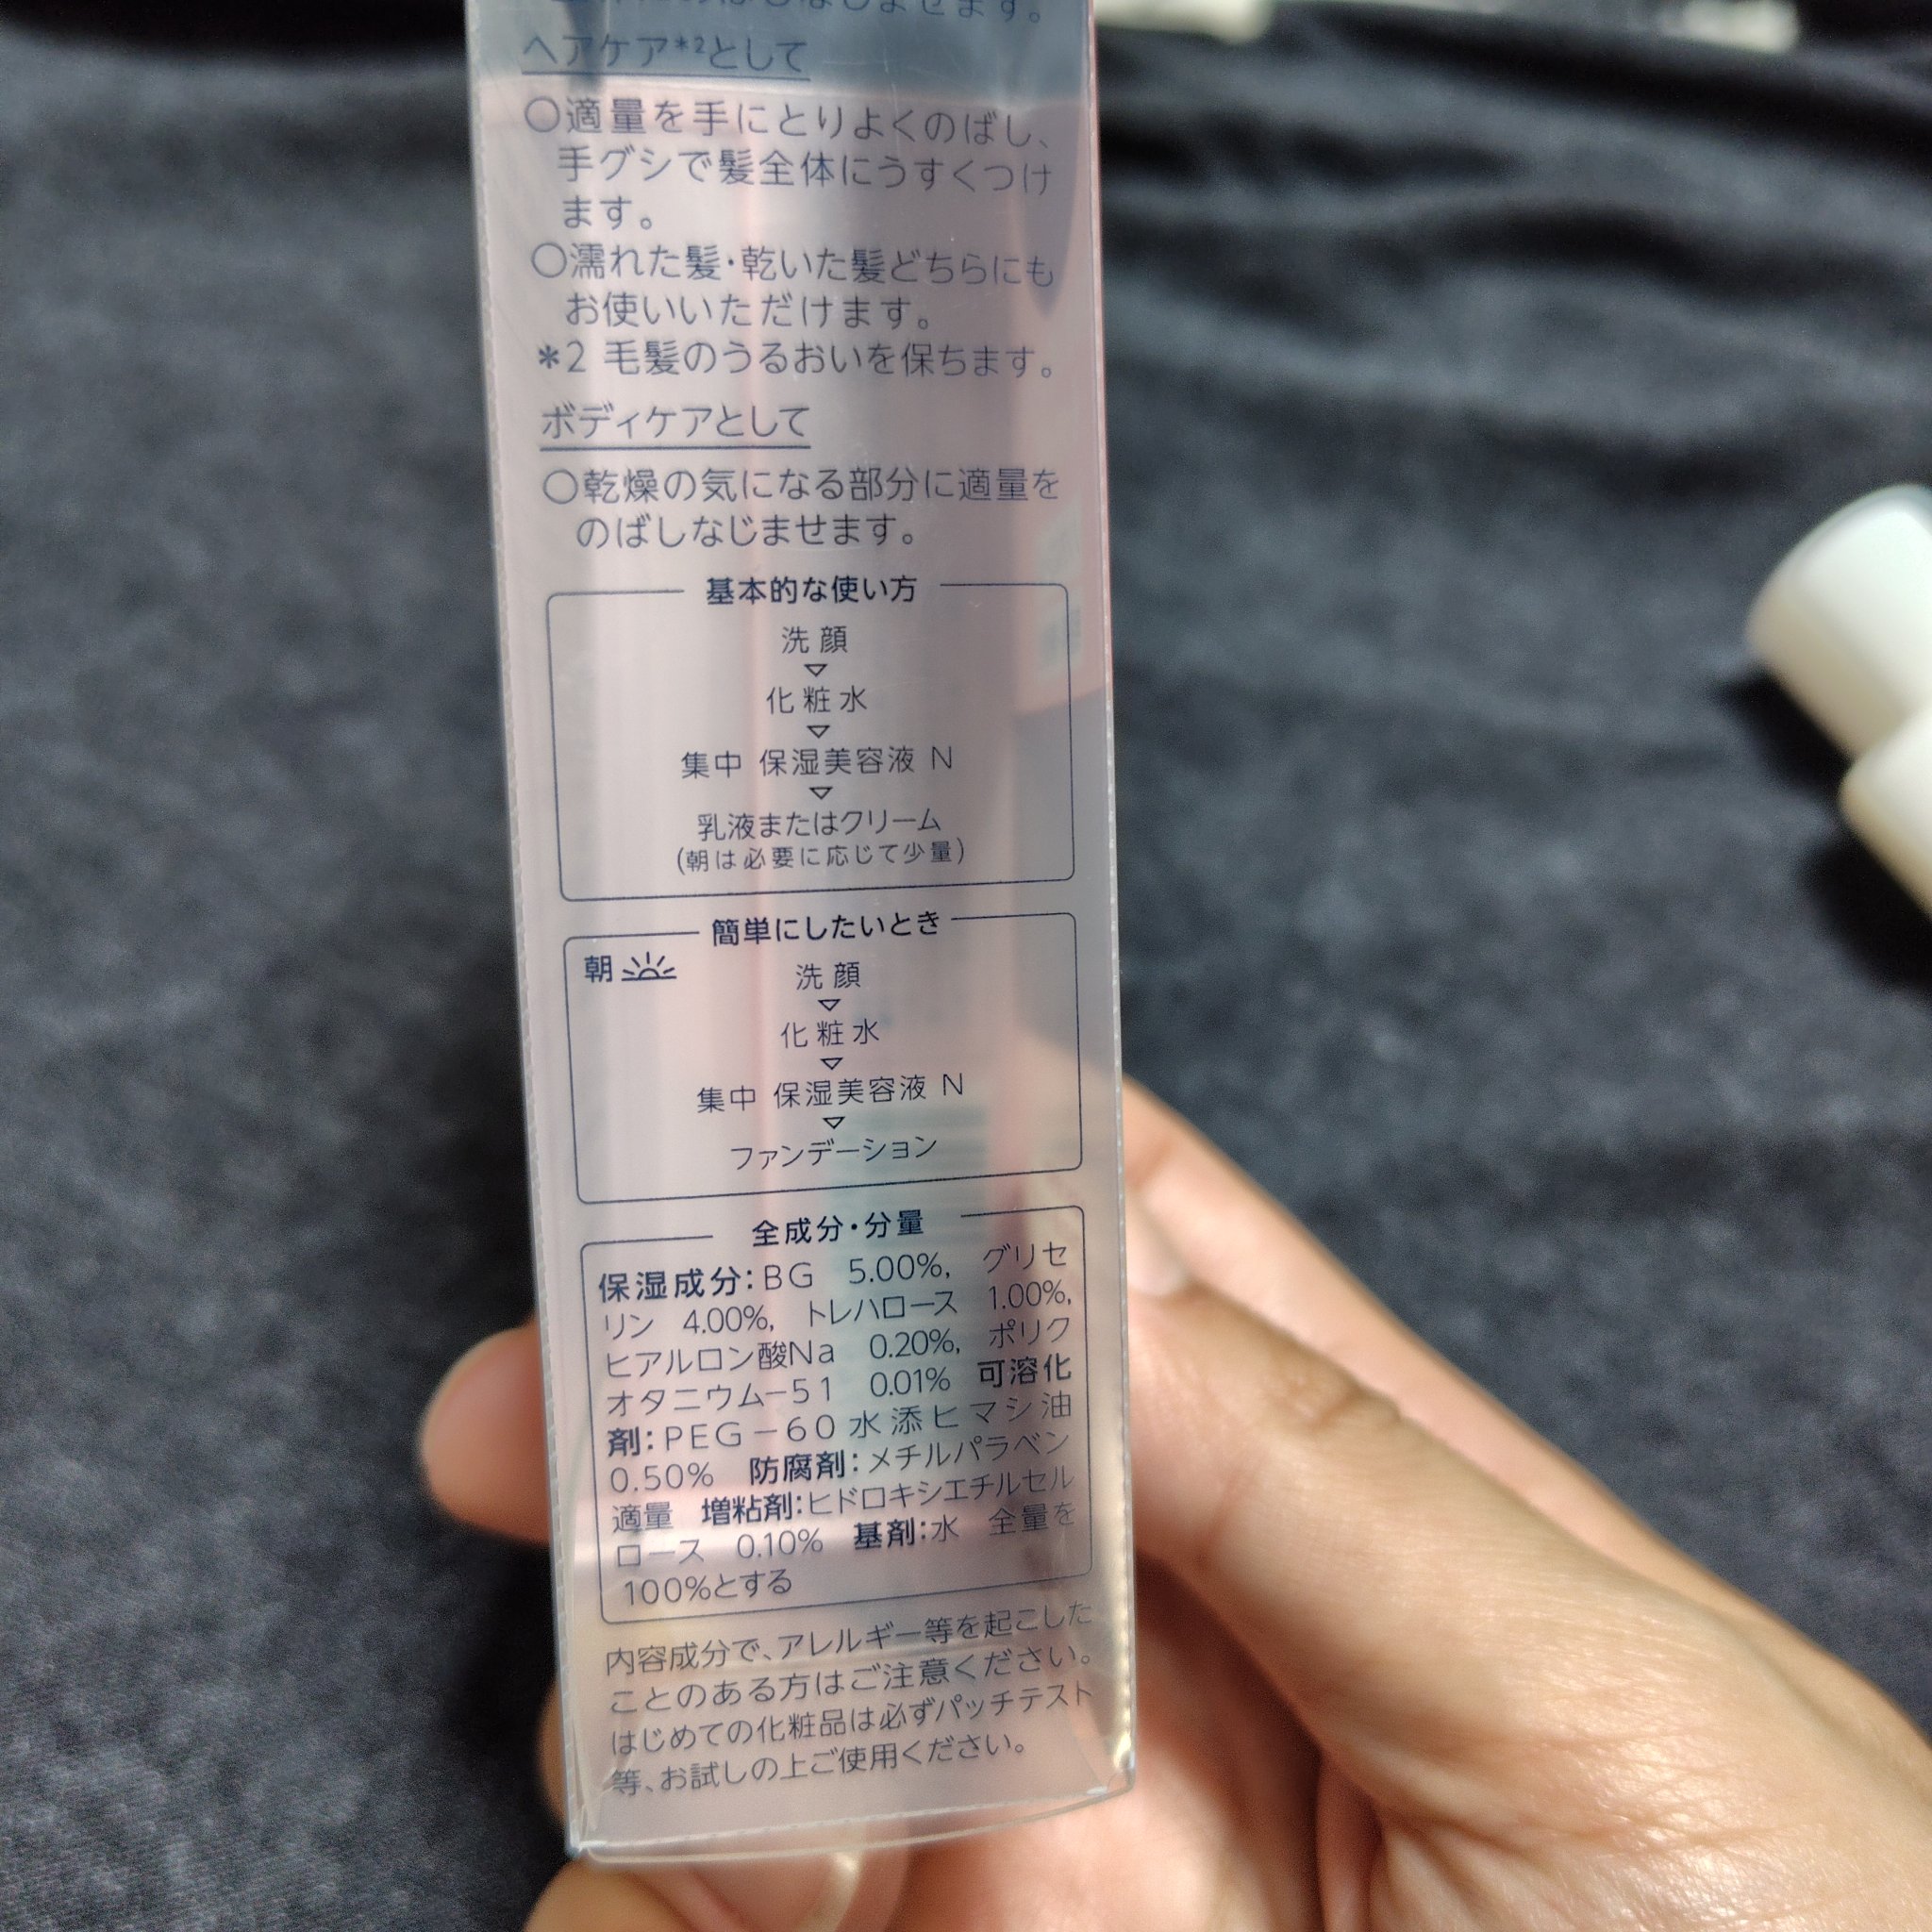 ヘアケア*2として
○適量を手にとりよくのばし、
手グシで髪全体にうすくつけ
ます。
○濡れた髪・乾いた髪どちらにも
お使いいただけます。
*2 毛髪のうるおいを保ちます。
ボディケアとして
○乾燥の気になる部分に適量を
のばしなじませます。
基本的な使い方
洗顔
▽
化粧水
▽
集中 保湿美容液 N
▽
乳液またはクリーム
(朝は必要に応じて少量)
簡単にしたいとき
朝
洗顔
▽
化粧水
▽
集中 保湿美容液 N
▽
ファンデーション
全成分・分量
保湿成分：BG 5.00%, グリセ
リン 4.00%, トレハロース 1.00%,
ヒアルロン酸Na 0.20%, ポリク
オタニウム－51 0.01% 可溶化
剤：PEG－60水添ヒマシ油
0.50% 防腐剤：メチルパラベン
適量 増粘剤：ヒドロキシエチルセル
ロース 0.10% 基剤：水 全量を
100%とする
内容成分で、アレルギー等を起こした
ことのある方はご注意ください。
はじめての化粧品は必ずパッチテスト
等、お試しの上ご使用ください。